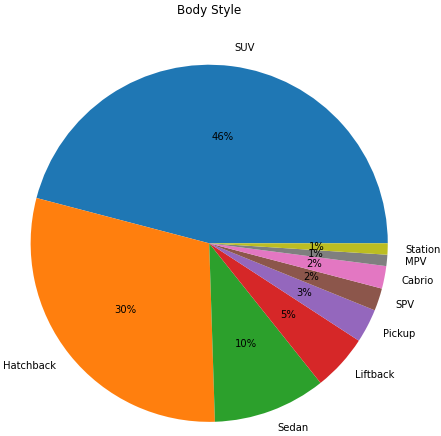 Body Style
SUV
46%
Hatchback
30%
Sedan
10%
Liftback
5%
Pickup
3%
SPV
2%
Cabrio
2%
MPV
1%
Station
1%